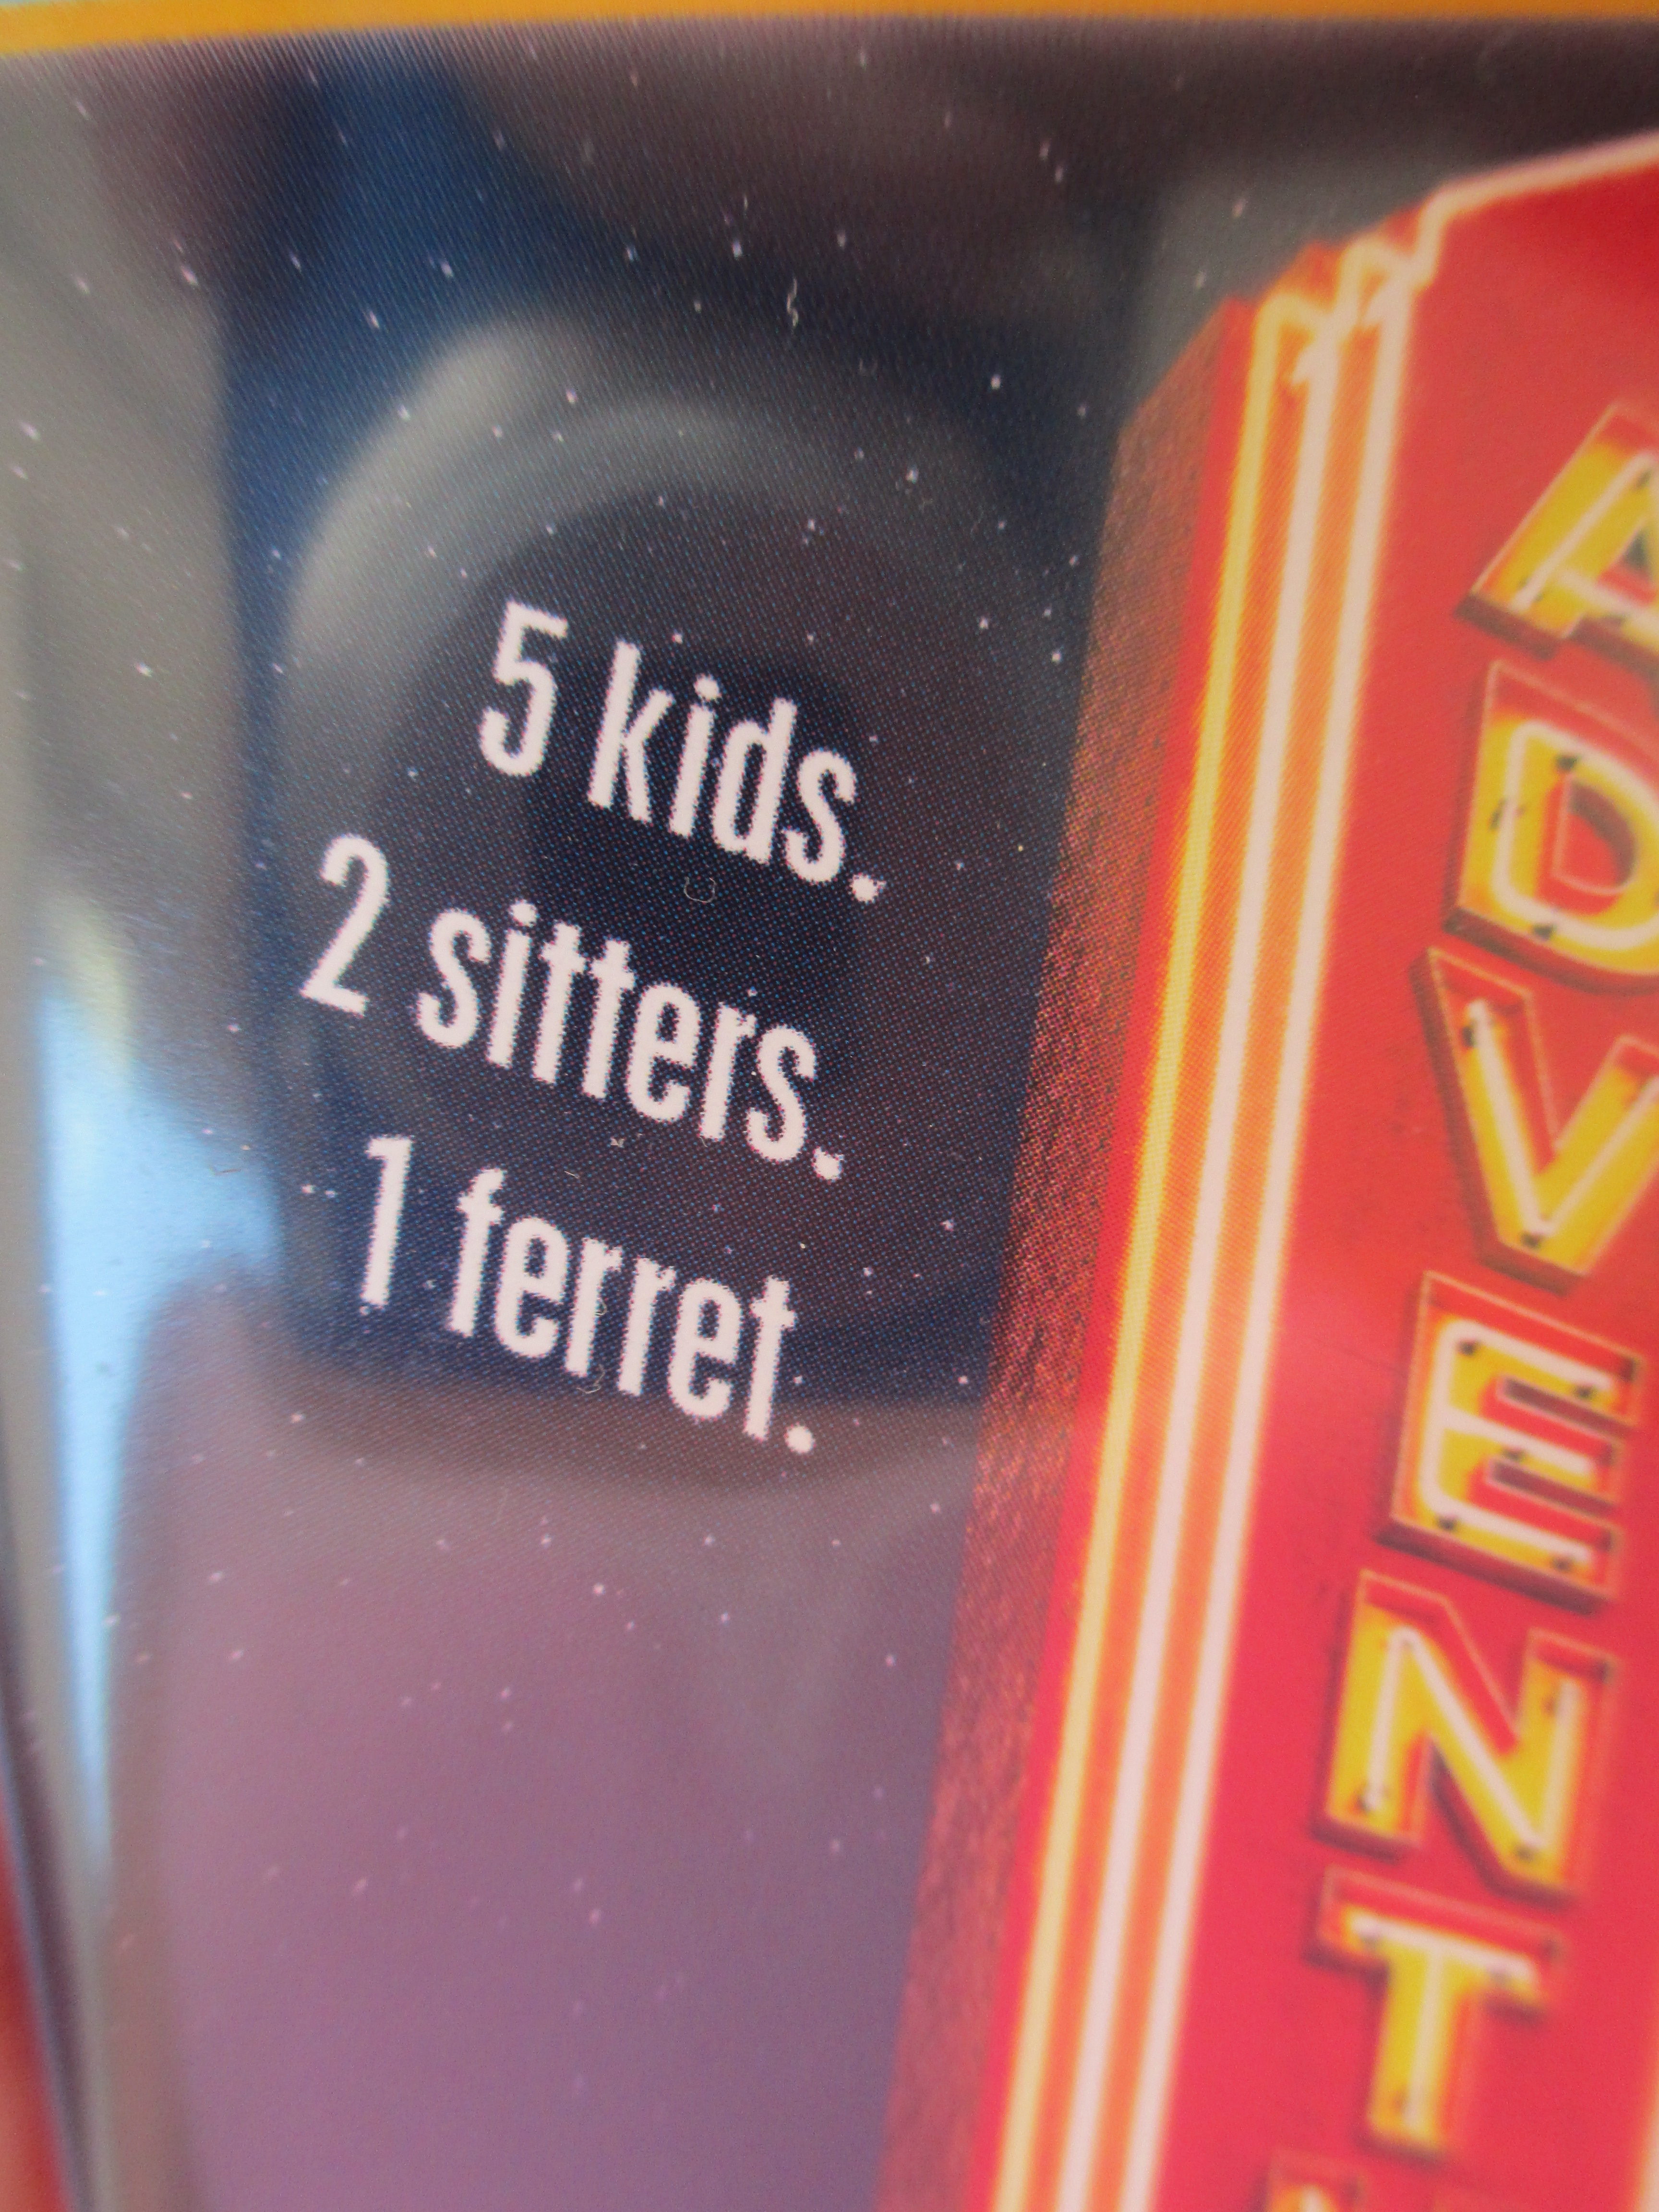 5 kids.
2 sitters.
1 ferret.
ADVENT